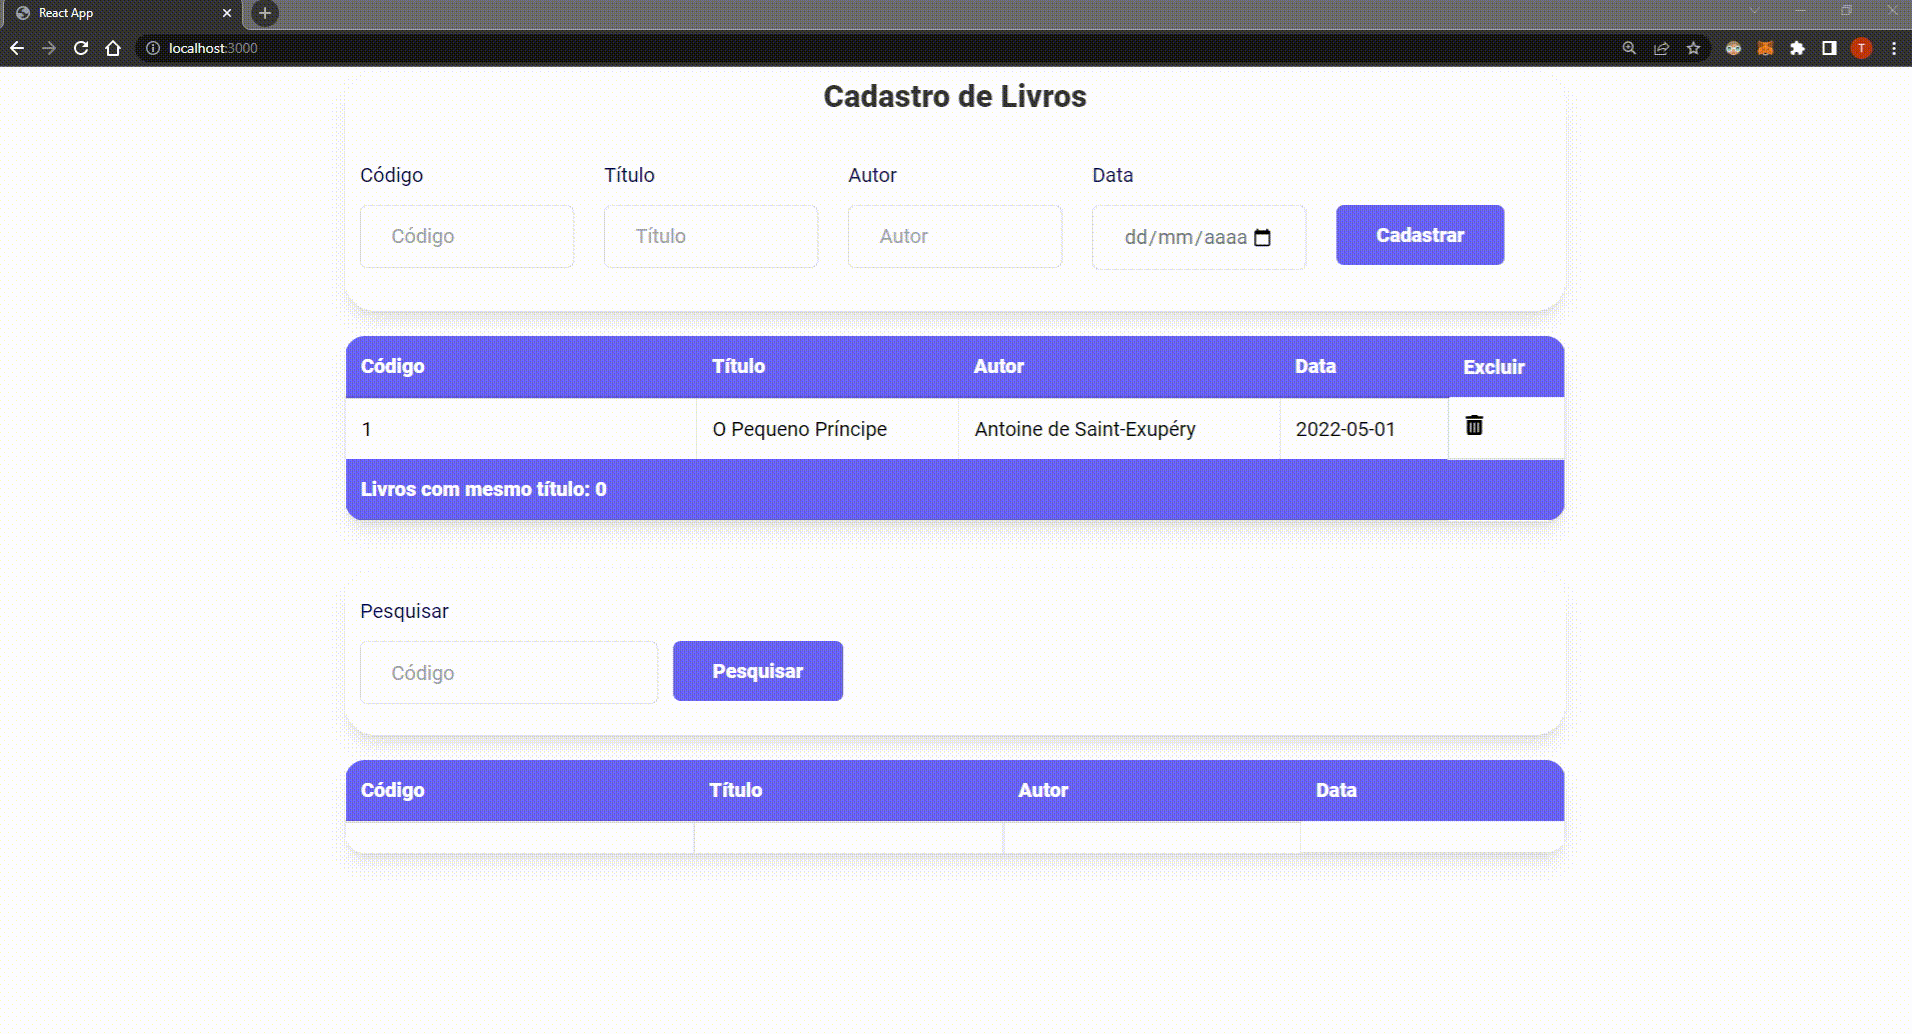 React App
localhost:3000
T
Cadastro de Livros
Código Título Autor Data
Código Título Autor dd/mm/aaaa Cadastrar
Código Título Autor Data Excluir
1 O Pequeno Príncipe Antoine de Saint-Exupéry 2022-05-01
Livros com mesmo título: 0
Pesquisar
Código Pesquisar
Código Título Autor Data